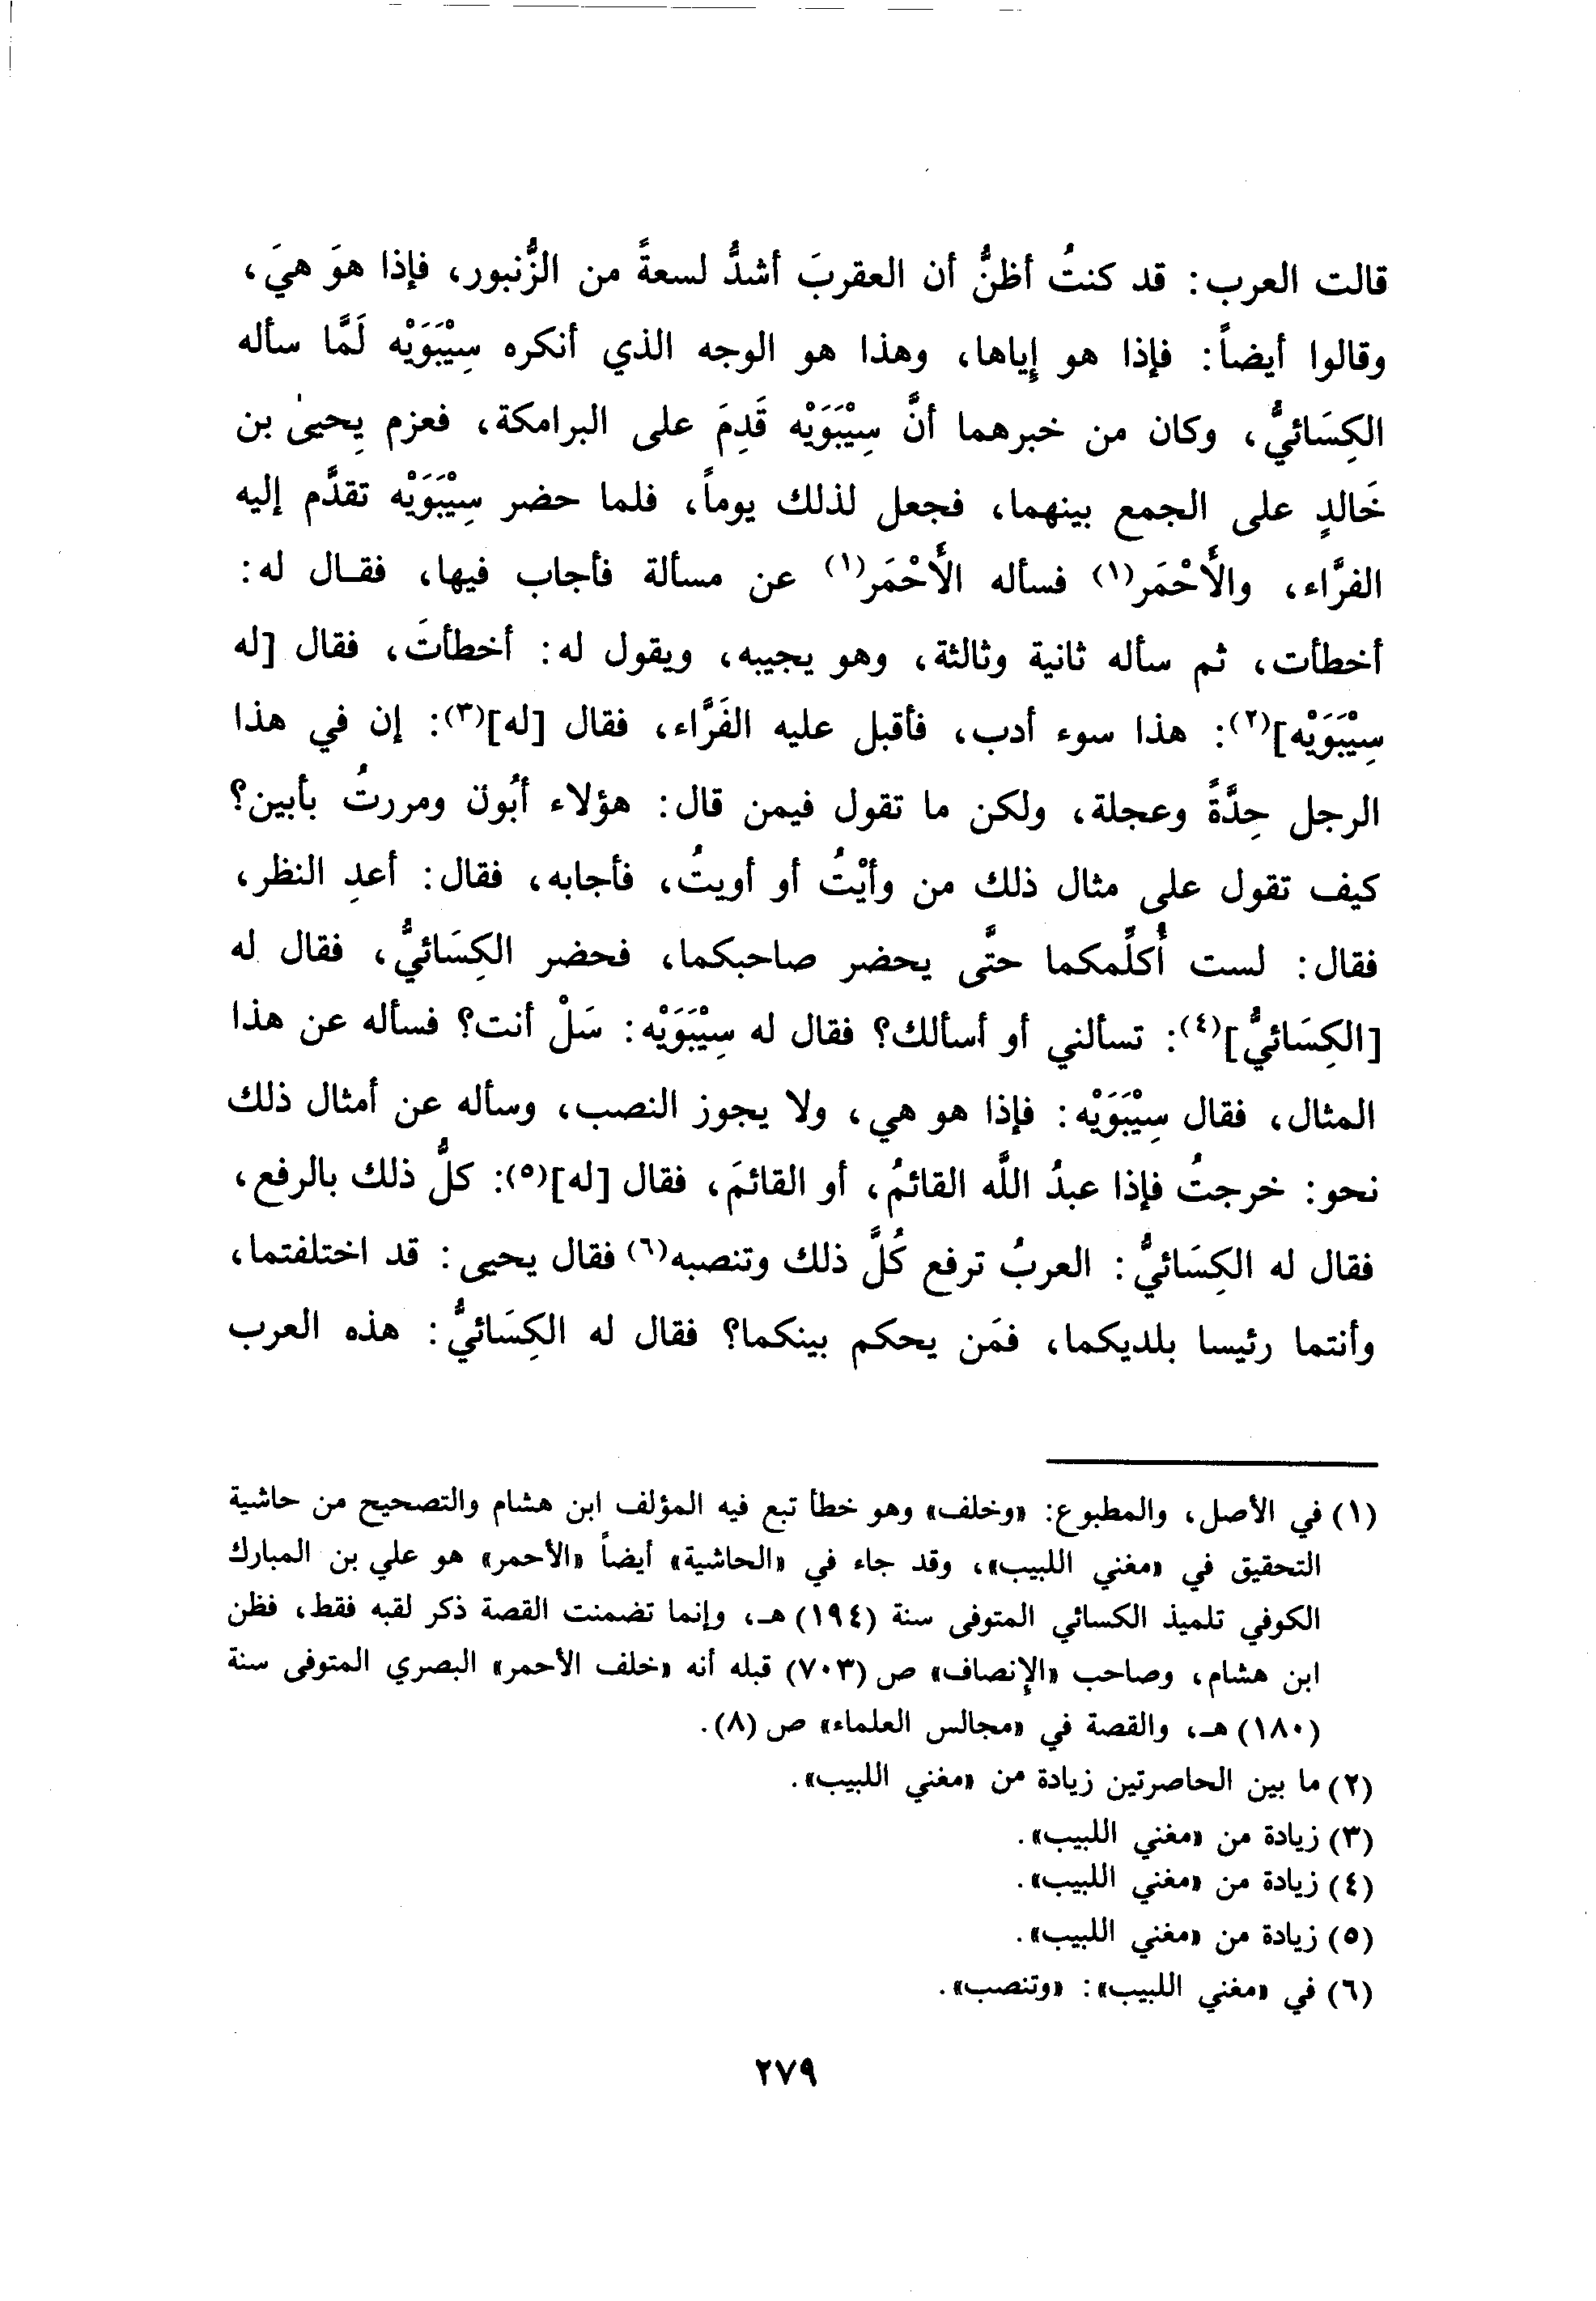 قالت العرب: قد كنتُ أظنُّ أن العقربَ أشدُّ لسعةً من الزُّنبور، فإذا هوَ هيَ،
وقالوا أيضاً: فإذا هو إِياها، وهذا هو الوجه الذي أنكره سِيْبَوَيْه لَمَّا سأله
الكِسَائيُّ، وكان من خبرهما أنَّ سِيْبَوَيْه قَدِمَ على البرامكة، فعزم يِحيىٰ بن
خَالدٍ على الجمع بينهما، فجعل لذلك يوماً، فلما حضر سِيْبَوَيْه تقدَّم إليه
الفرَّاء، والأَحْمَر(١) فسأله الأَحْمَر(١) عن مسألة فأجاب فيها، فقـال له:
أخطأت، ثم سأله ثانية وثالثة، وهو يجيبه، ويقول له: أخطأتَ، فقال [له
سِيْبَوَيْه](٢): هذا سوء أدب، فأقبل عليه الفَرَّاء، فقال [له](٣): إن في هذا
الرجل حِدَّةً وعجلة، ولكن ما تقول فيمن قال: هؤلاء أبُون ومررتُ بأبين؟
كيف تقول على مثال ذلك من وأيْتُ أو أويتُ، فأجابه، فقال: أعدِ النظر،
فقال: لست أُكلِّمكما حتَّى يحضر صاحبكما، فحضر الكِسَائيُّ، فقال له
[الكِسَائيُّ](٤): تسألني أو أسألك؟ فقال له سِيْبَوَيْه: سَلْ أنت؟ فسأله عن هذا
المثال، فقال سِيْبَوَيْه: فإذا هو هي، ولا يجوز النصب، وسأله عن أمثال ذلك
نحو: خرجتُ فإذا عبدُ اللَّه القائمُ، أو القائمَ، فقال [له](٥): كلُّ ذلك بالرفع،
فقال له الكِسَائيُّ: العربُ ترفع كُلَّ ذلك وتنصبه(٦) فقال يحيى: قد اختلفتما،
وأنتما رئيسا بلديكما، فمَن يحكم بينكما؟ فقال له الكِسَائيُّ: هذه العرب
(١) في الأصل، والمطبوع: «وخلف» وهو خطأ تبع فيه المؤلف ابن هشام والتصحيح من حاشية
التحقيق في «مغني اللبيب»، وقد جاء في «الحاشية» أيضاً «الأحمر» هو علي بن المبارك
الكوفي تلميذ الكسائي المتوفى سنة (١٩٤) هـ، وإنما تضمنت القصة ذكر لقبه فقط، فظن
ابن هشام، وصاحب «الإنصاف» ص (٧٠٣) قبله أنه «خلف الأحمر» البصري المتوفى سنة
(١٨٠) هـ، والقصة في «مجالس العلماء» ص (٨).
(٢) ما بين الحاصرتين زيادة من «مغني اللبيب».
(٣) زيادة من «مغني اللبيب».
(٤) زيادة من «مغني اللبيب».
(٥) زيادة من «مغني اللبيب».
(٦) في «مغني اللبيب»: «وتنصب».
٢٧٩